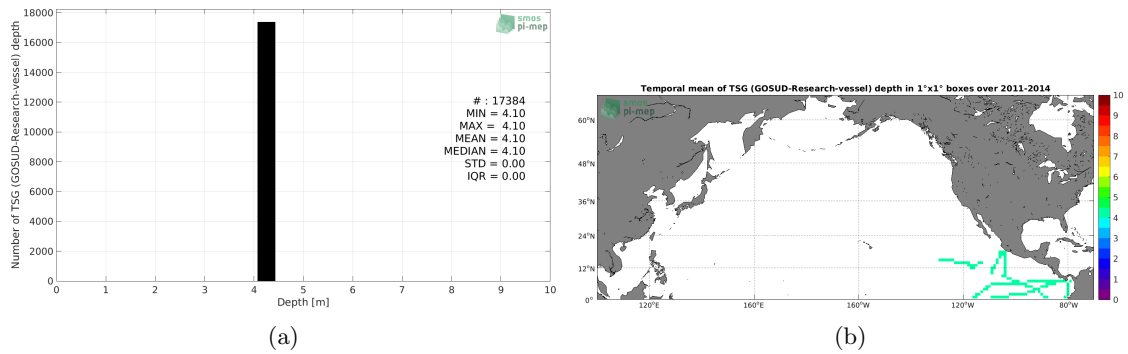 smos
pi-mep
Number of TSG (GOSUD-Research-vessel) depth
18000
16000
14000
12000
10000
8000
6000
4000
2000
0
# : 17384
MIN = 4.10
MAX = 4.10
MEAN = 4.10
MEDIAN = 4.10
STD = 0.00
IQR = 0.00
0 1 2 3 4 5 6 7 8 9 10
Depth [m]
(a)
Temporal mean of TSG (GOSUD-Research-vessel) depth in 1°x1° boxes over 2011-2014
smos
pi-mep
60°N
48°N
36°N
24°N
12°N
0°
120°E 160°E 160°W 120°W 80°W
10
9
8
7
6
5
4
3
2
1
0
(b)